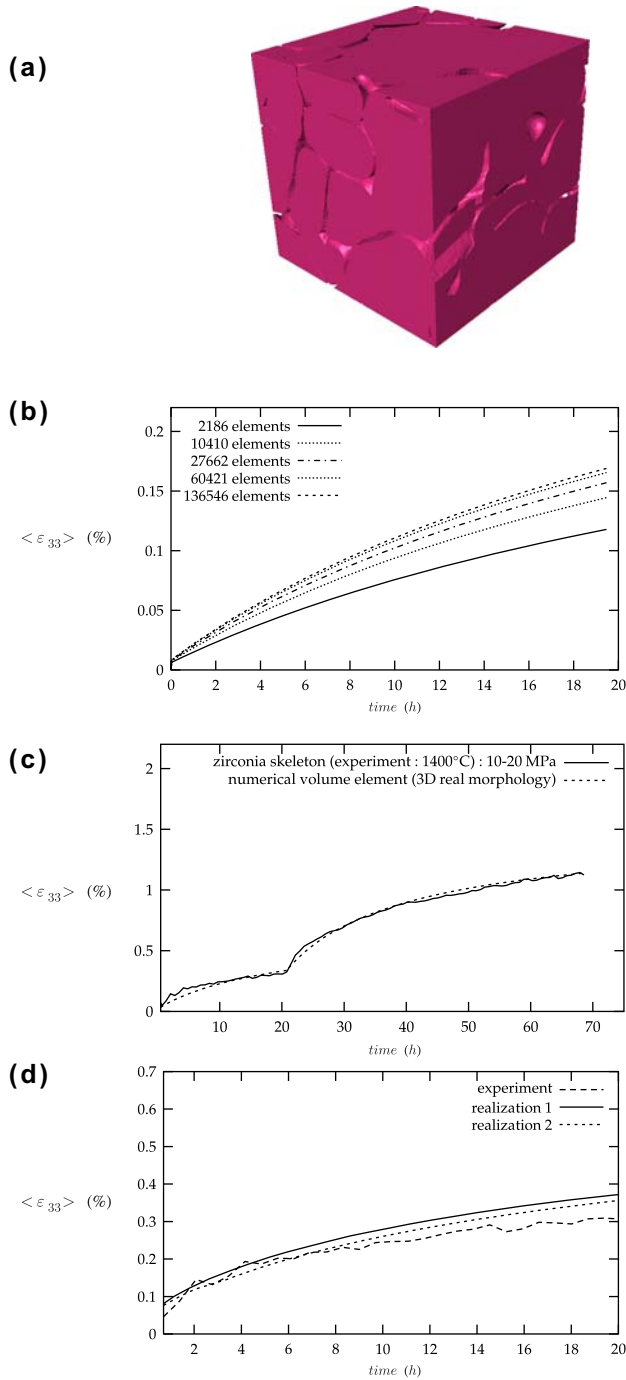 (a)
(b)
0.2
0.15
0.1
0.05
0
< ε 33 > (%)
2186 elements
10410 elements
27662 elements
60421 elements
136546 elements
0 2 4 6 8 10 12 14 16 18 20
time (h)
(c)
2
1.5
1
0.5
0
< ε 33 > (%)
zirconia skeleton (experiment : 1400°C) : 10-20 MPa
numerical volume element (3D real morphology)
10 20 30 40 50 60 70
time (h)
(d)
0.7
0.6
0.5
0.4
0.3
0.2
0.1
0
< ε 33 > (%)
experiment
realization 1
realization 2
2 4 6 8 10 12 14 16 18 20
time (h)